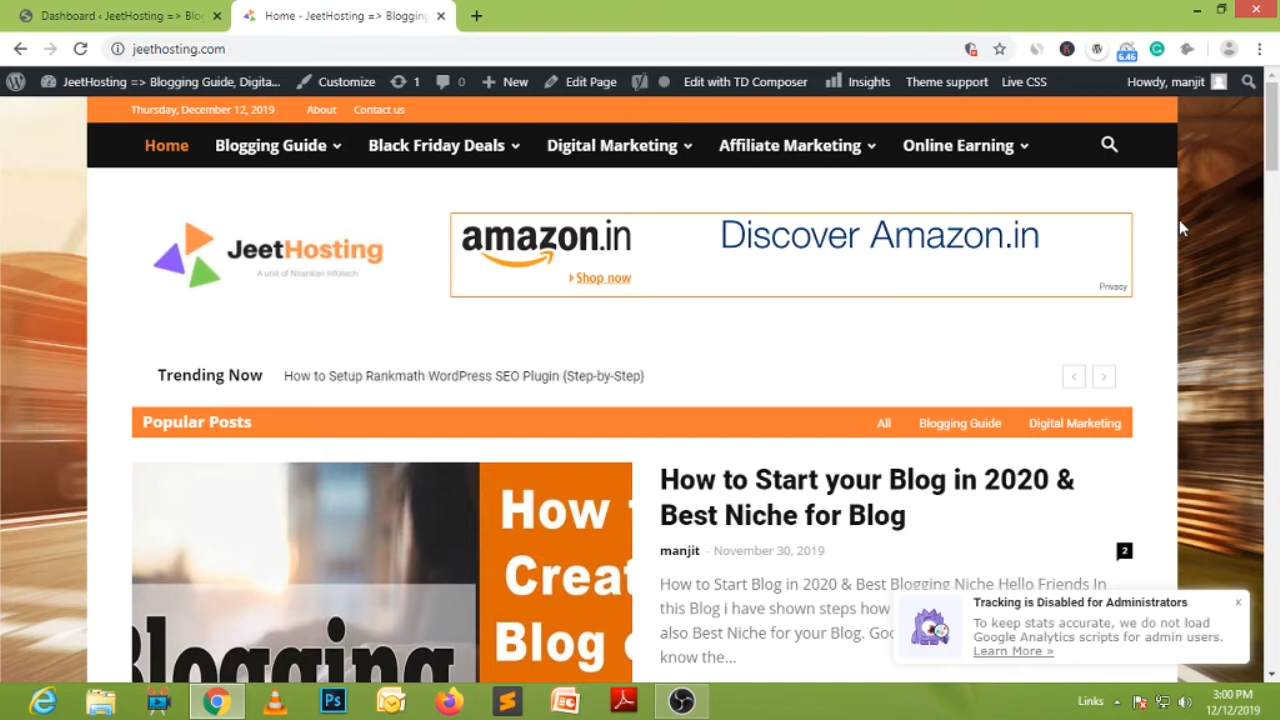 Dashboard ‹ JeetHosting => Blog
Home - JeetHosting => Blogging
jeethosting.com
6.46
JeetHosting => Blogging Guide, Digita...
Customize
1
0
New
Edit Page
Edit with TD Composer
Insights
Theme support
Live CSS
Howdy, manjit
Thursday, December 12, 2019
About
Contact us
Home
Blogging Guide
Black Friday Deals
Digital Marketing
Affiliate Marketing
Online Earning
JeetHosting
amazon.in
Shop now
Discover Amazon.in
Privacy
Trending Now
How to Setup Rankmath WordPress SEO Plugin {Step-by-Step}
Popular Posts
All
Blogging Guide
Digital Marketing
How
Creat
Blog
Blogging
How to Start your Blog in 2020 &
Best Niche for Blog
manjit - November 30, 2019
2
How to Start Blog in 2020 & Best Blogging Niche Hello Friends In
this Blog i have shown steps how
also Best Niche for your Blog. Goo
know the...
Tracking is Disabled for Administrators
x
To keep stats accurate, we do not load
Google Analytics scripts for admin users.
Learn More »
Ps
Links
3:00 PM
12/12/2019